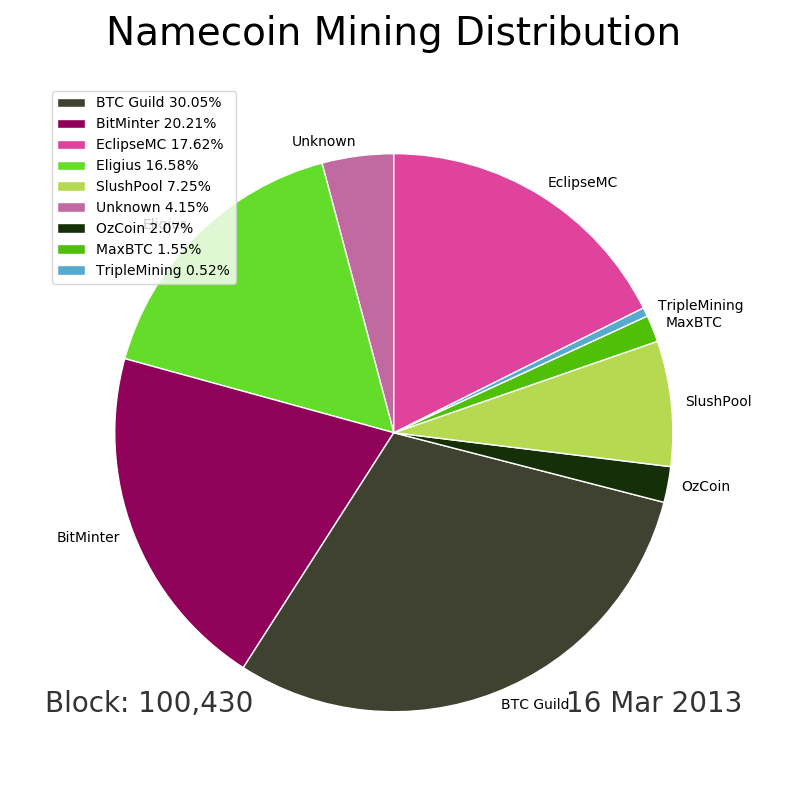 Namecoin Mining Distribution
BTC Guild 30.05%
BitMinter 20.21%
EclipseMC 17.62%
Eligius 16.58%
SlushPool 7.25%
Unknown 4.15%
OzCoin 2.07%
MaxBTC 1.55%
TripleMining 0.52%
Unknown
EclipseMC
Eligius
TripleMining
MaxBTC
SlushPool
OzCoin
BitMinter
BTC Guild
Block: 100,430
16 Mar 2013